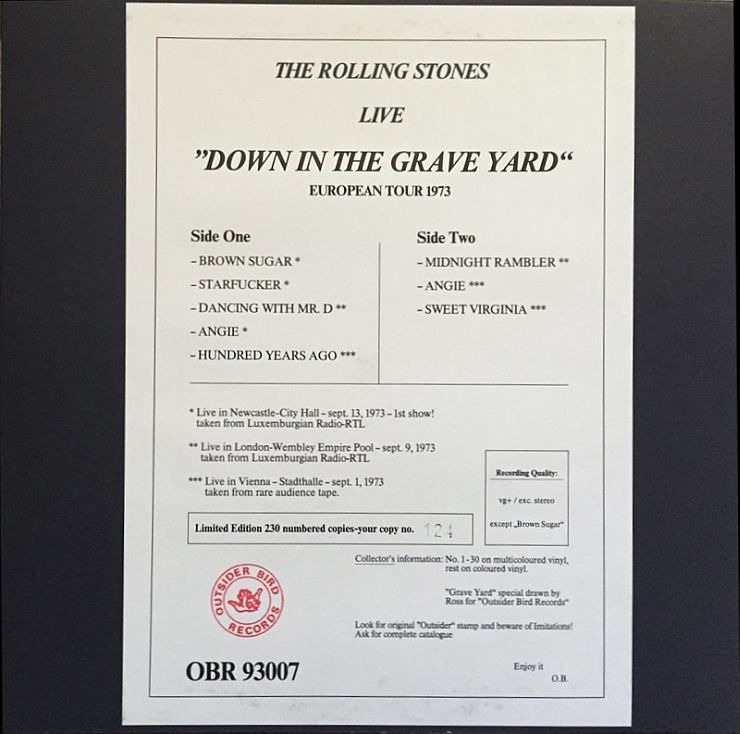 THE ROLLING STONES
LIVE
"DOWN IN THE GRAVE YARD“
EUROPEAN TOUR 1973
Side One
– BROWN SUGAR *
– STARFUCKER *
– DANCING WITH MR. D **
– ANGIE *
– HUNDRED YEARS AGO ***
Side Two
– MIDNIGHT RAMBLER **
– ANGIE ***
– SWEET VIRGINIA ***
* Live in Newcastle-City Hall – sept. 13, 1973 – 1st show!
taken from Luxemburgian Radio-RTL
** Live in London-Wembley Empire Pool – sept. 9, 1973
taken from Luxemburgian Radio-RTL
*** Live in Vienna – Stadthalle – sept. 1, 1973
taken from rare audience tape.
Recording Quality:
vg+ / exc. stereo
except „Brown Sugar"
Limited Edition 230 numbered copies-your copy no. 124
Collector's information: No. 1-30 on multicoloured vinyl,
rest on coloured vinyl.
"Grave Yard" special drawn by
Ross for "Outsider Bird Records"
Look for original "Outsider" stamp and beware of Imitations!
Ask for complete catalogue
OUTSIDER BIRD
RECORDS
OBR 93007
Enjoy it
O.B.